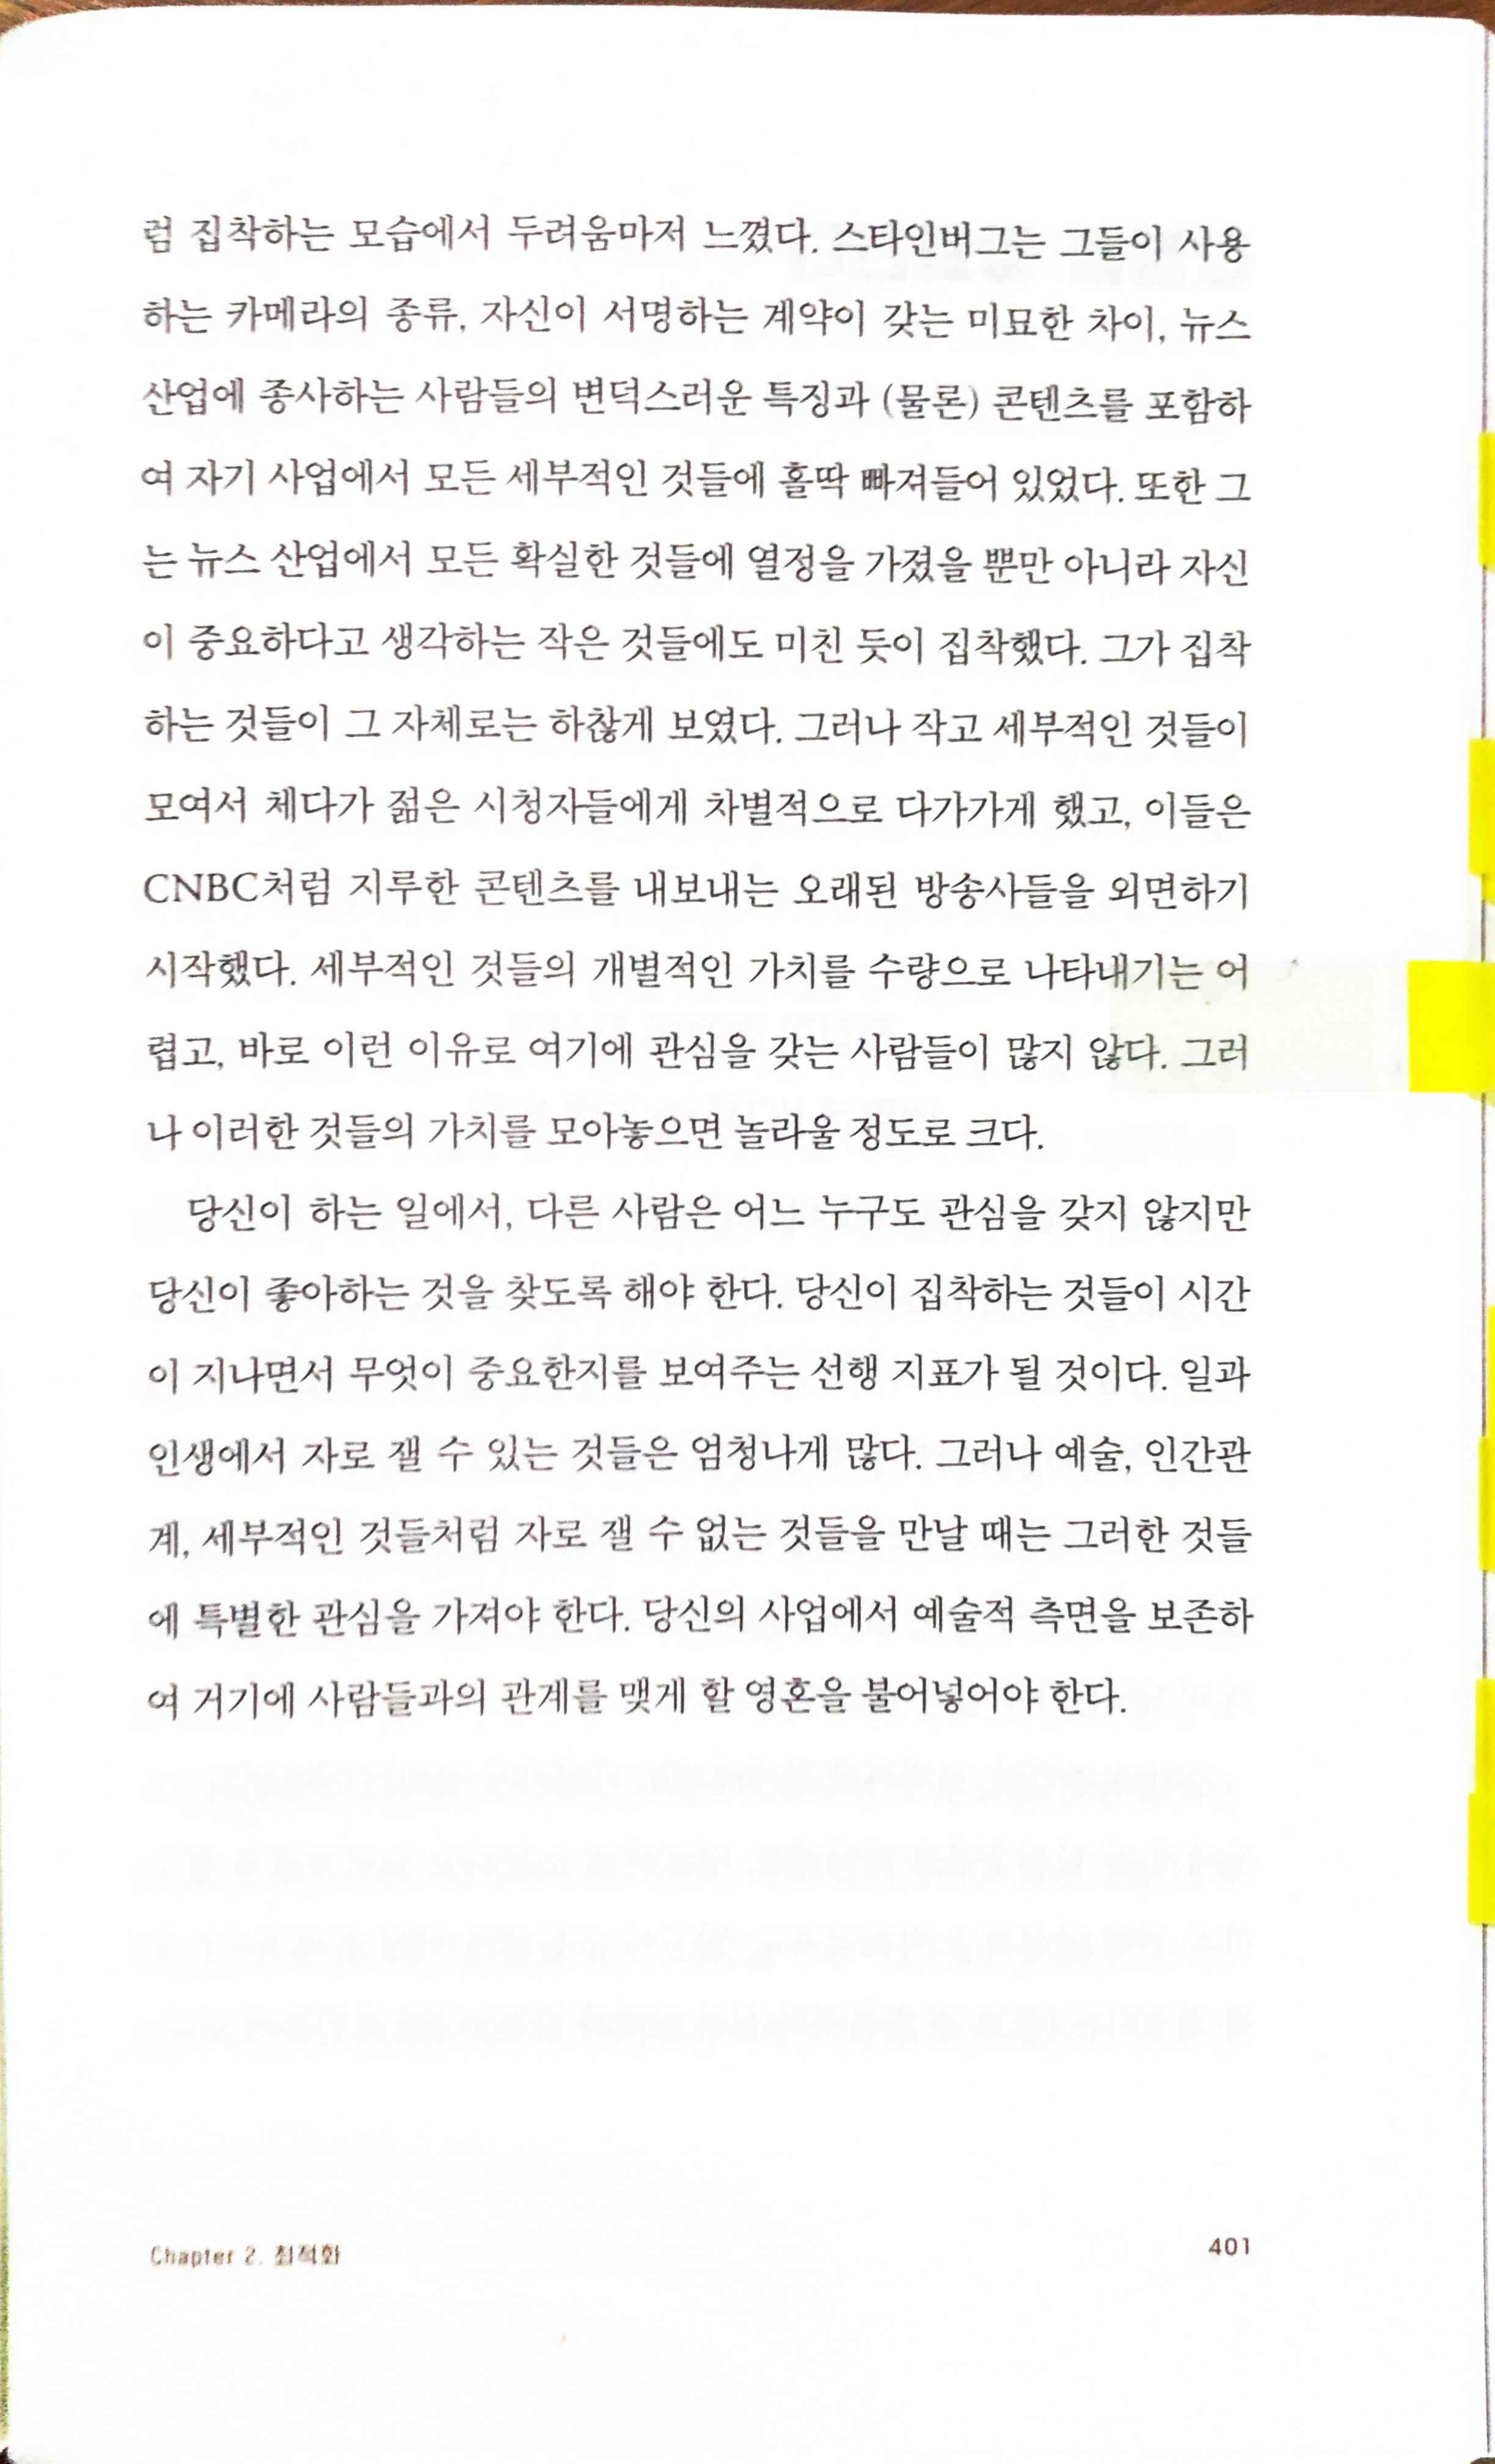 럼 집착하는 모습에서 두려움마저 느꼈다. 스타인버그는 그들이 사용
하는 카메라의 종류, 자신이 서명하는 계약이 갖는 미묘한 차이, 뉴스
산업에 종사하는 사람들의 변덕스러운 특징과 (물론) 콘텐츠를 포함하
여 자기 사업에서 모든 세부적인 것들에 홀딱 빠져들어 있었다. 또한 그
는 뉴스 산업에서 모든 확실한 것들에 열정을 가졌을 뿐만 아니라 자신
이 중요하다고 생각하는 작은 것들에도 미친 듯이 집착했다. 그가 집착
하는 것들이 그 자체로는 하찮게 보였다. 그러나 작고 세부적인 것들이
모여서 체다가 젊은 시청자들에게 차별적으로 다가가게 했고, 이들은
CNBC처럼 지루한 콘텐츠를 내보내는 오래된 방송사들을 외면하기
시작했다. 세부적인 것들의 개별적인 가치를 수량으로 나타내기는 어
렵고, 바로 이런 이유로 여기에 관심을 갖는 사람들이 많지 않다. 그러
나 이러한 것들의 가치를 모아놓으면 놀라울 정도로 크다.
당신이 하는 일에서, 다른 사람은 어느 누구도 관심을 갖지 않지만
당신이 좋아하는 것을 찾도록 해야 한다. 당신이 집착하는 것들이 시간
이 지나면서 무엇이 중요한지를 보여주는 선행 지표가 될 것이다. 일과
인생에서 자로 잴 수 있는 것들은 엄청나게 많다. 그러나 예술, 인간관
계, 세부적인 것들처럼 자로 잴 수 없는 것들을 만날 때는 그러한 것들
에 특별한 관심을 가져야 한다. 당신의 사업에서 예술적 측면을 보존하
여 거기에 사람들과의 관계를 맺게 할 영혼을 불어넣어야 한다.
Chapter 2. 최적화
401